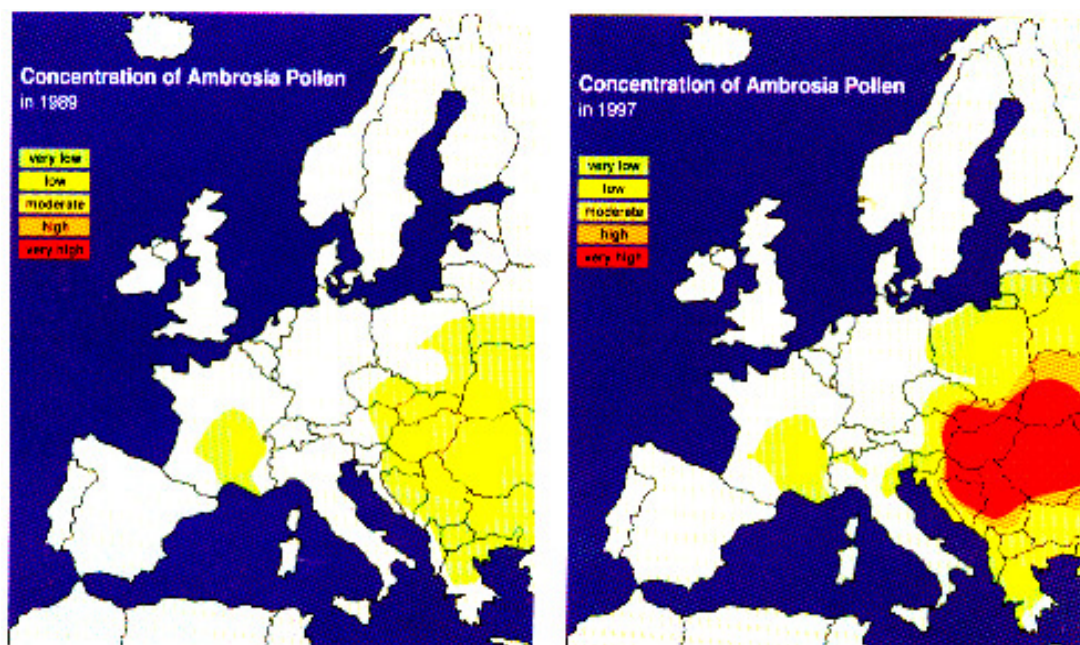 Concentration of Ambrosia Pollen
in 1989
very low
low
moderate
high
very high
Concentration of Ambrosia Pollen
in 1997
very low
low
moderate
high
very high